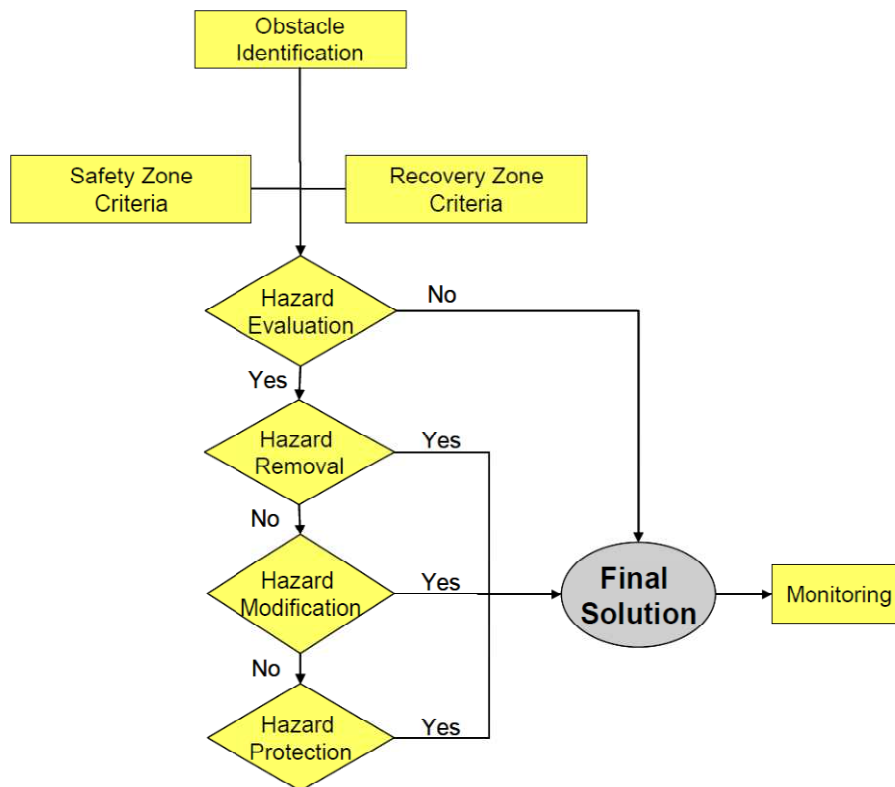 Obstacle
Identification
Safety Zone
Criteria
Recovery Zone
Criteria
Hazard
Evaluation
No
Yes
Hazard
Removal
Yes
No
Hazard
Modification
Yes
Final
Solution
Monitoring
No
Hazard
Protection
Yes